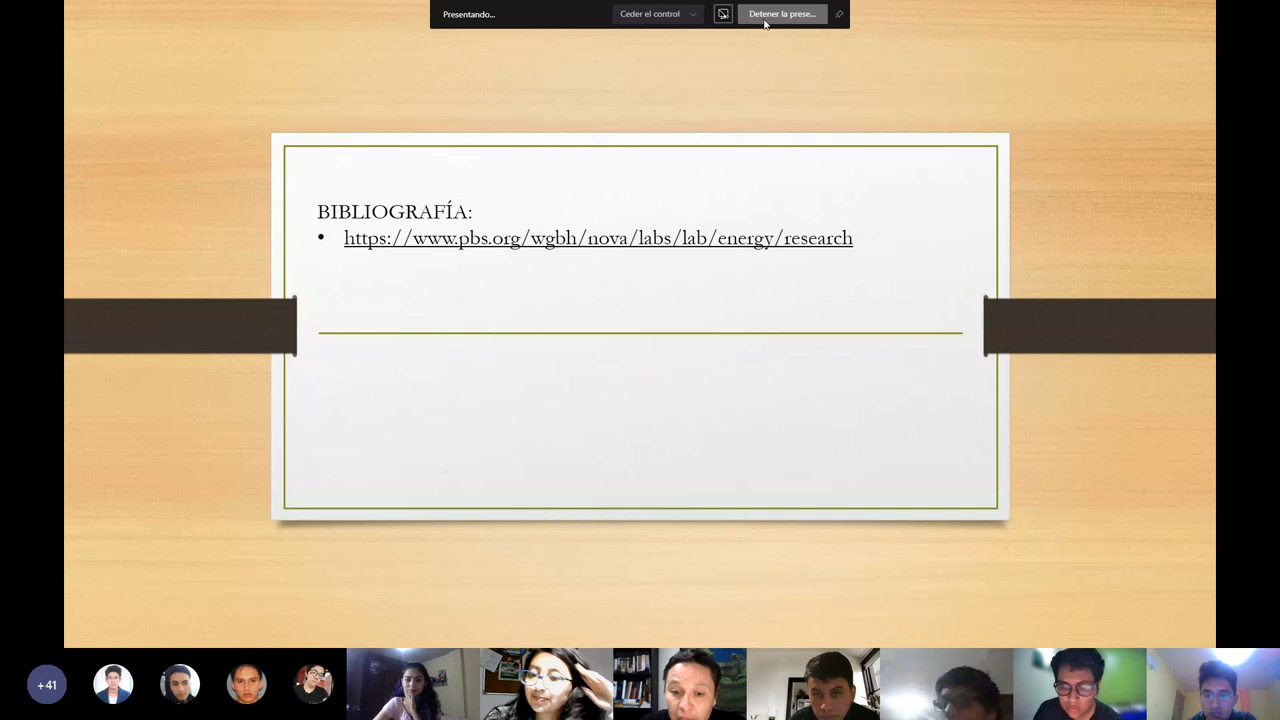 Presentando...
Ceder el control
Detener la prese...
BIBLIOGRAFÍA:
• https://www.pbs.org/wgbh/nova/labs/lab/energy/research
+41